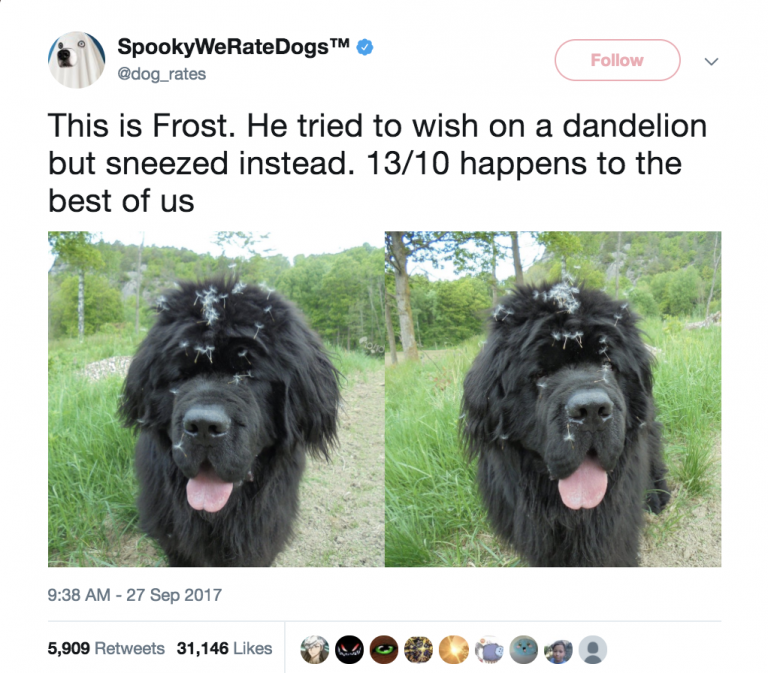 SpookyWeRateDogs™
@dog_rates
Follow
This is Frost. He tried to wish on a dandelion
but sneezed instead. 13/10 happens to the
best of us
9:38 AM - 27 Sep 2017
5,909 Retweets 31,146 Likes